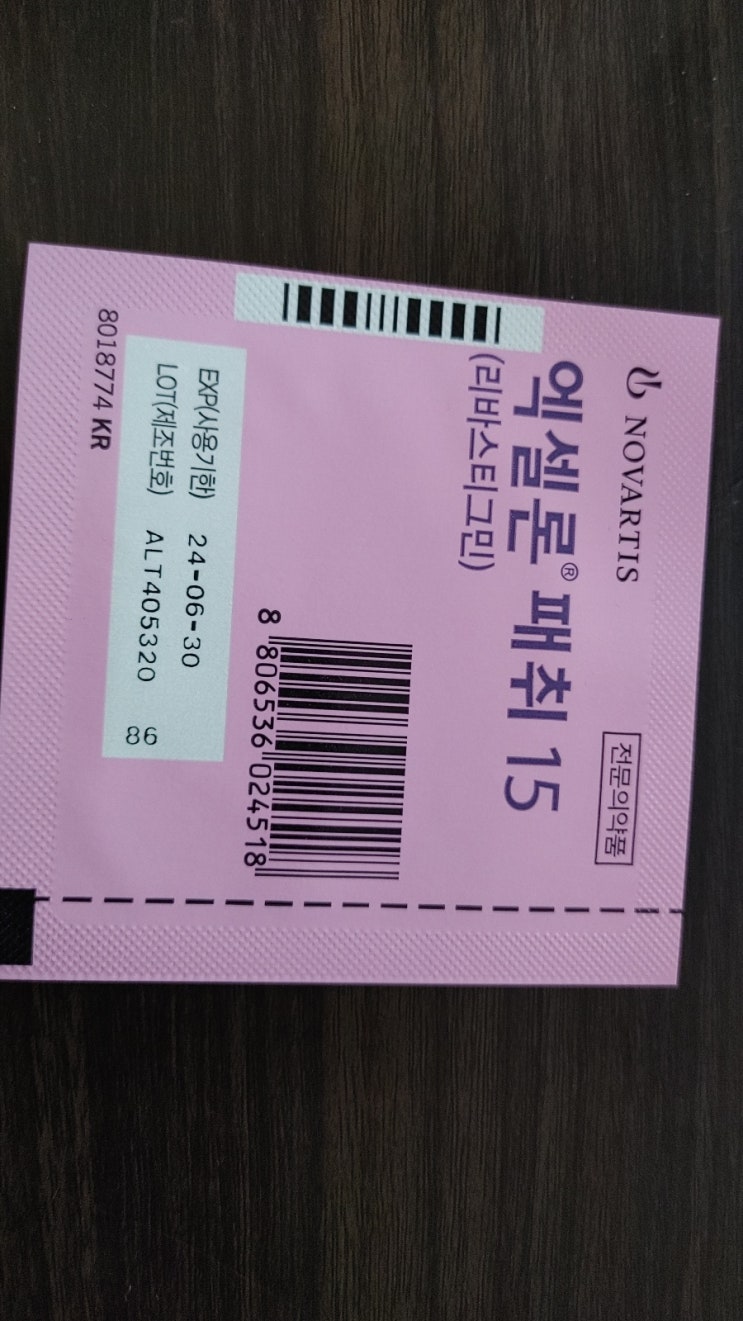 NOVARTIS
전문의약품
엑셀론® 패취 15
(리바스티그민)
8 806536 024518
EXP(사용기한) 24-06-30
LOT(제조번호) ALT405320 86
8018774 KR